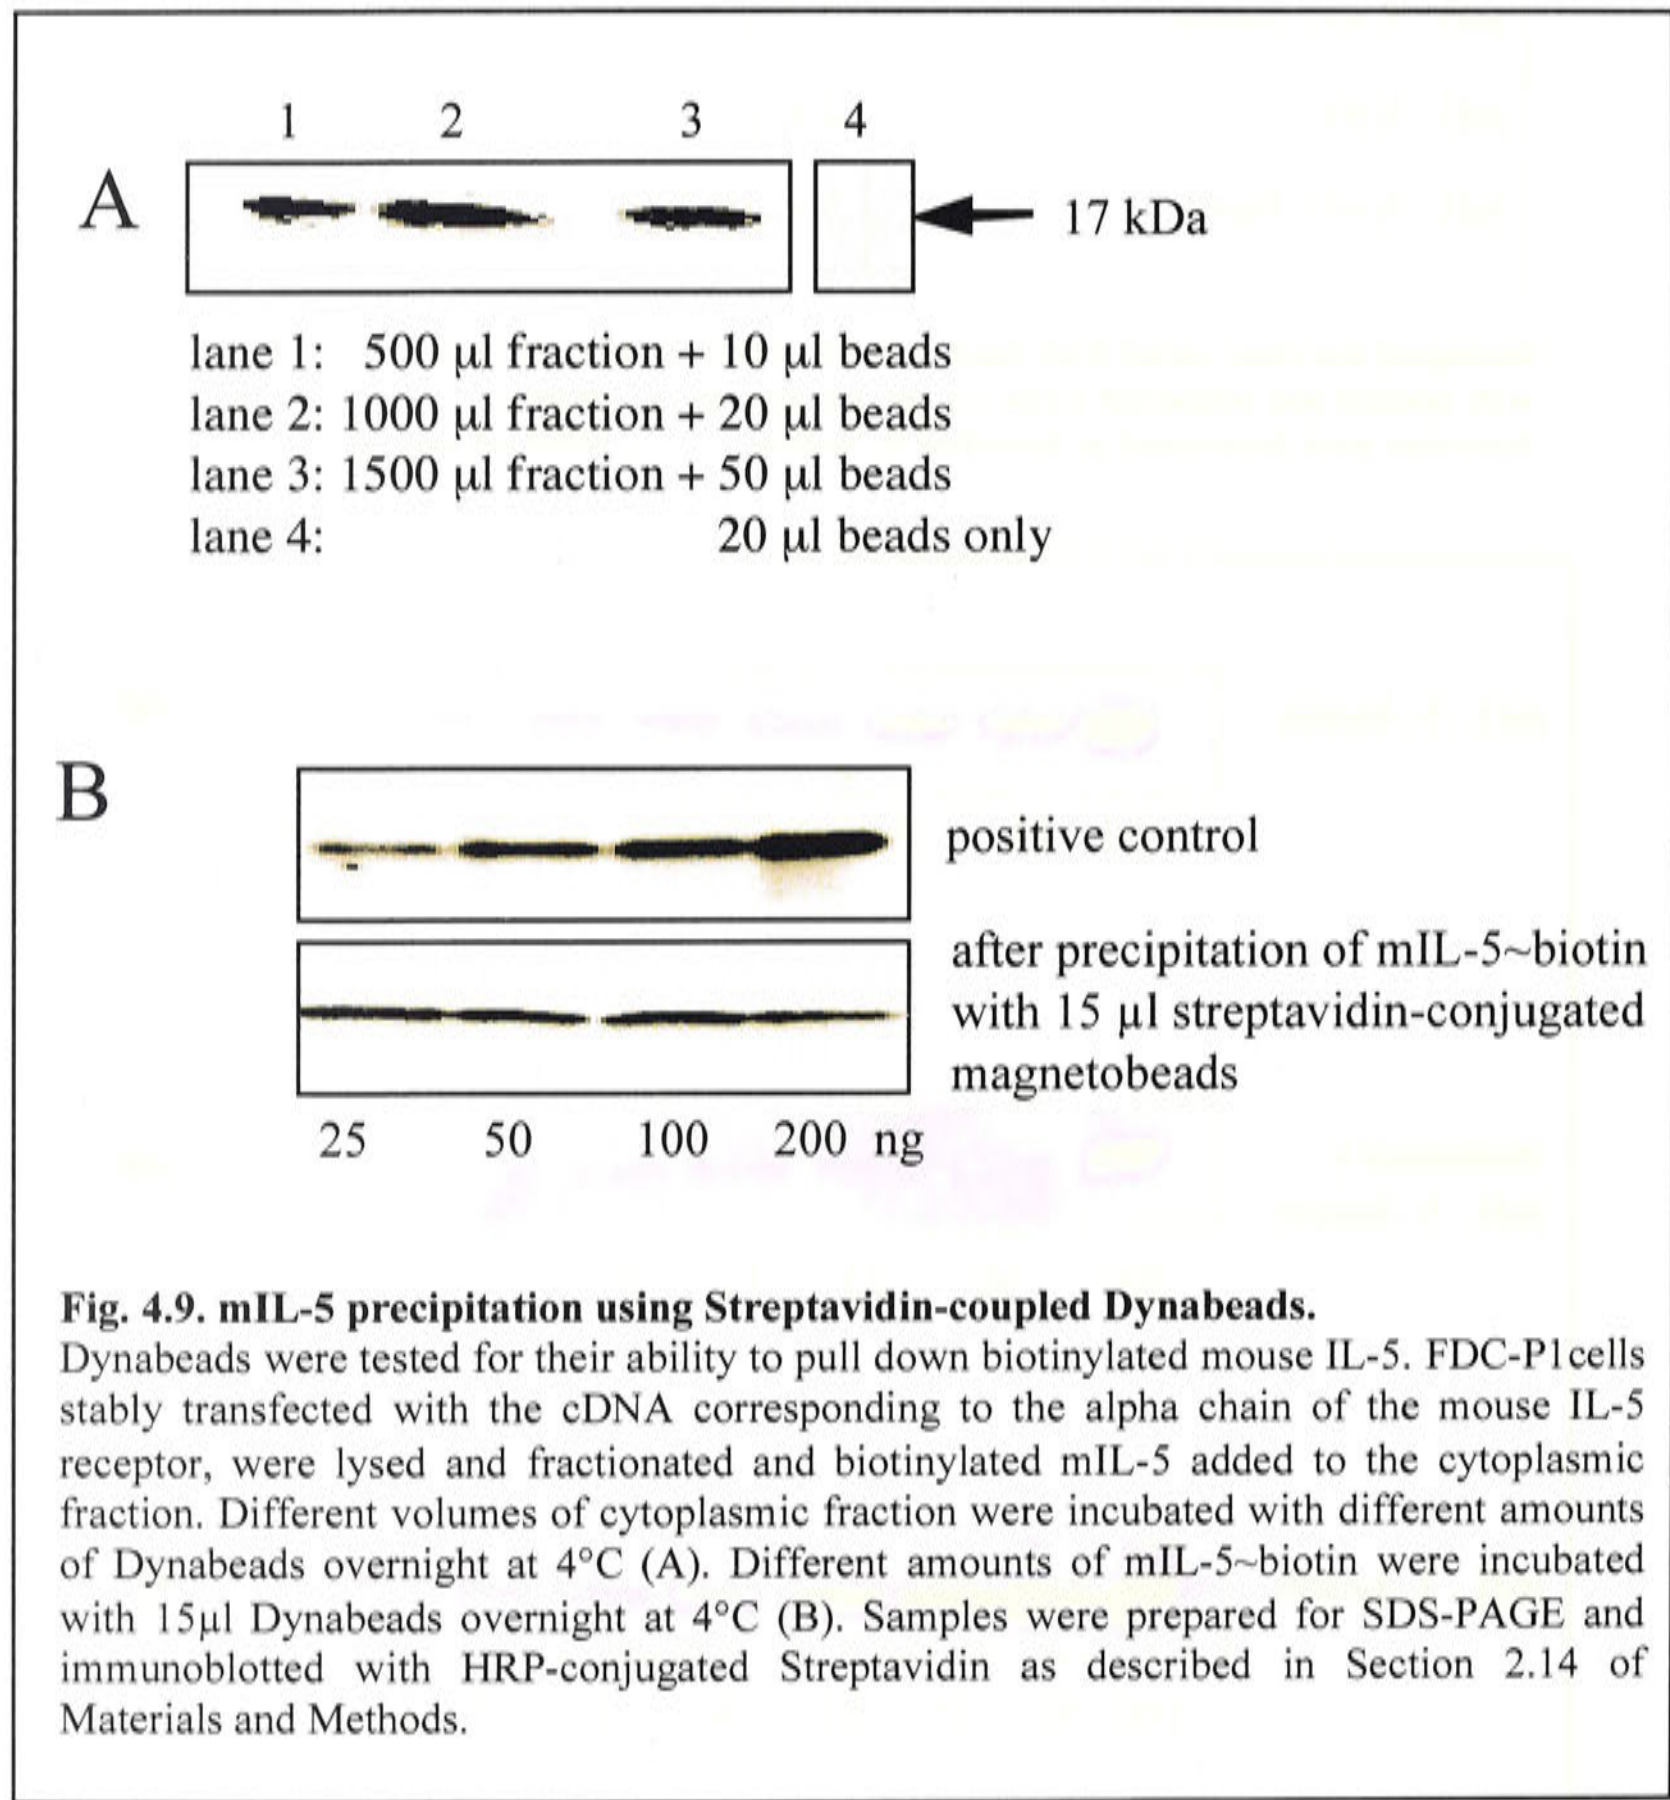 1 2 3 4
A
17 kDa
lane 1: 500 µl fraction + 10 µl beads
lane 2: 1000 µl fraction + 20 µl beads
lane 3: 1500 µl fraction + 50 µl beads
lane 4: 20 µl beads only
B
positive control
after precipitation of mIL-5~biotin
with 15 µl streptavidin-conjugated
magnetobeads
25 50 100 200 ng
Fig. 4.9. mIL-5 precipitation using Streptavidin-coupled Dynabeads.
Dynabeads were tested for their ability to pull down biotinylated mouse IL-5. FDC-P1cells
stably transfected with the cDNA corresponding to the alpha chain of the mouse IL-5
receptor, were lysed and fractionated and biotinylated mIL-5 added to the cytoplasmic
fraction. Different volumes of cytoplasmic fraction were incubated with different amounts
of Dynabeads overnight at 4°C (A). Different amounts of mIL-5~biotin were incubated
with 15µl Dynabeads overnight at 4°C (B). Samples were prepared for SDS-PAGE and
immunoblotted with HRP-conjugated Streptavidin as described in Section 2.14 of
Materials and Methods.